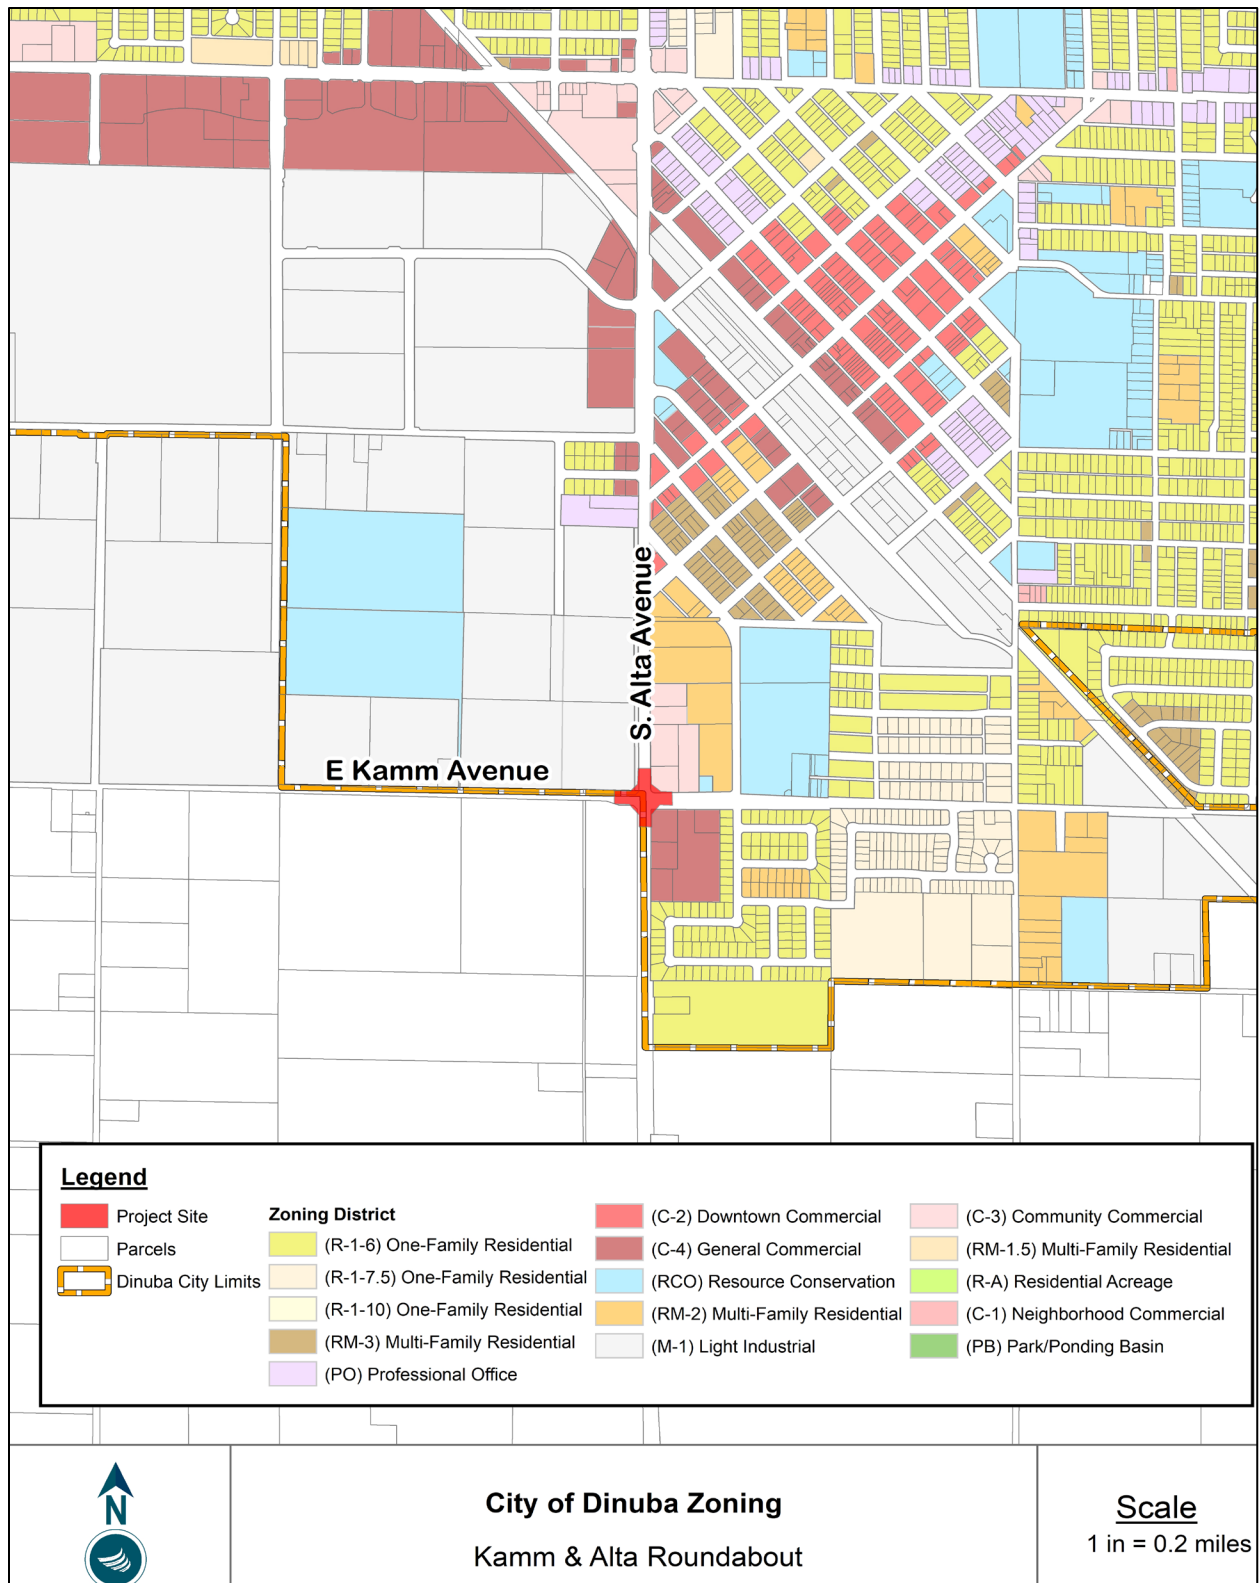 S. Alta Avenue
E Kamm Avenue
Legend
Project Site
Parcels
Dinuba City Limits
Zoning District
(R-1-6) One-Family Residential
(R-1-7.5) One-Family Residential
(R-1-10) One-Family Residential
(RM-3) Multi-Family Residential
(PO) Professional Office
(C-2) Downtown Commercial
(C-4) General Commercial
(RCO) Resource Conservation
(RM-2) Multi-Family Residential
(M-1) Light Industrial
(C-3) Community Commercial
(RM-1.5) Multi-Family Residential
(R-A) Residential Acreage
(C-1) Neighborhood Commercial
(PB) Park/Ponding Basin
N
City of Dinuba Zoning
Kamm & Alta Roundabout
Scale
1 in = 0.2 miles